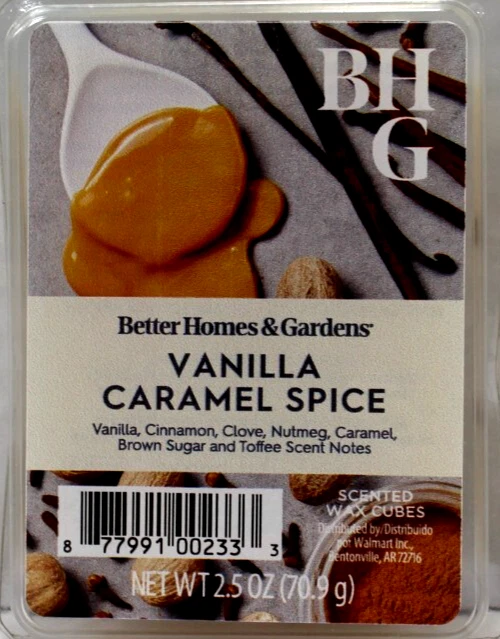 BH
G
Better Homes & Gardens
VANILLA
CARAMEL SPICE
Vanilla, Cinnamon, Clove, Nutmeg, Caramel,
Brown Sugar and Toffee Scent Notes
SCENTED
WAX CUBES
Distributed by/Distribuido
por Walmart Inc.,
Bentonville, AR 72716
8 77991 00233 3
NET WT 2.5 OZ (70.9 g)